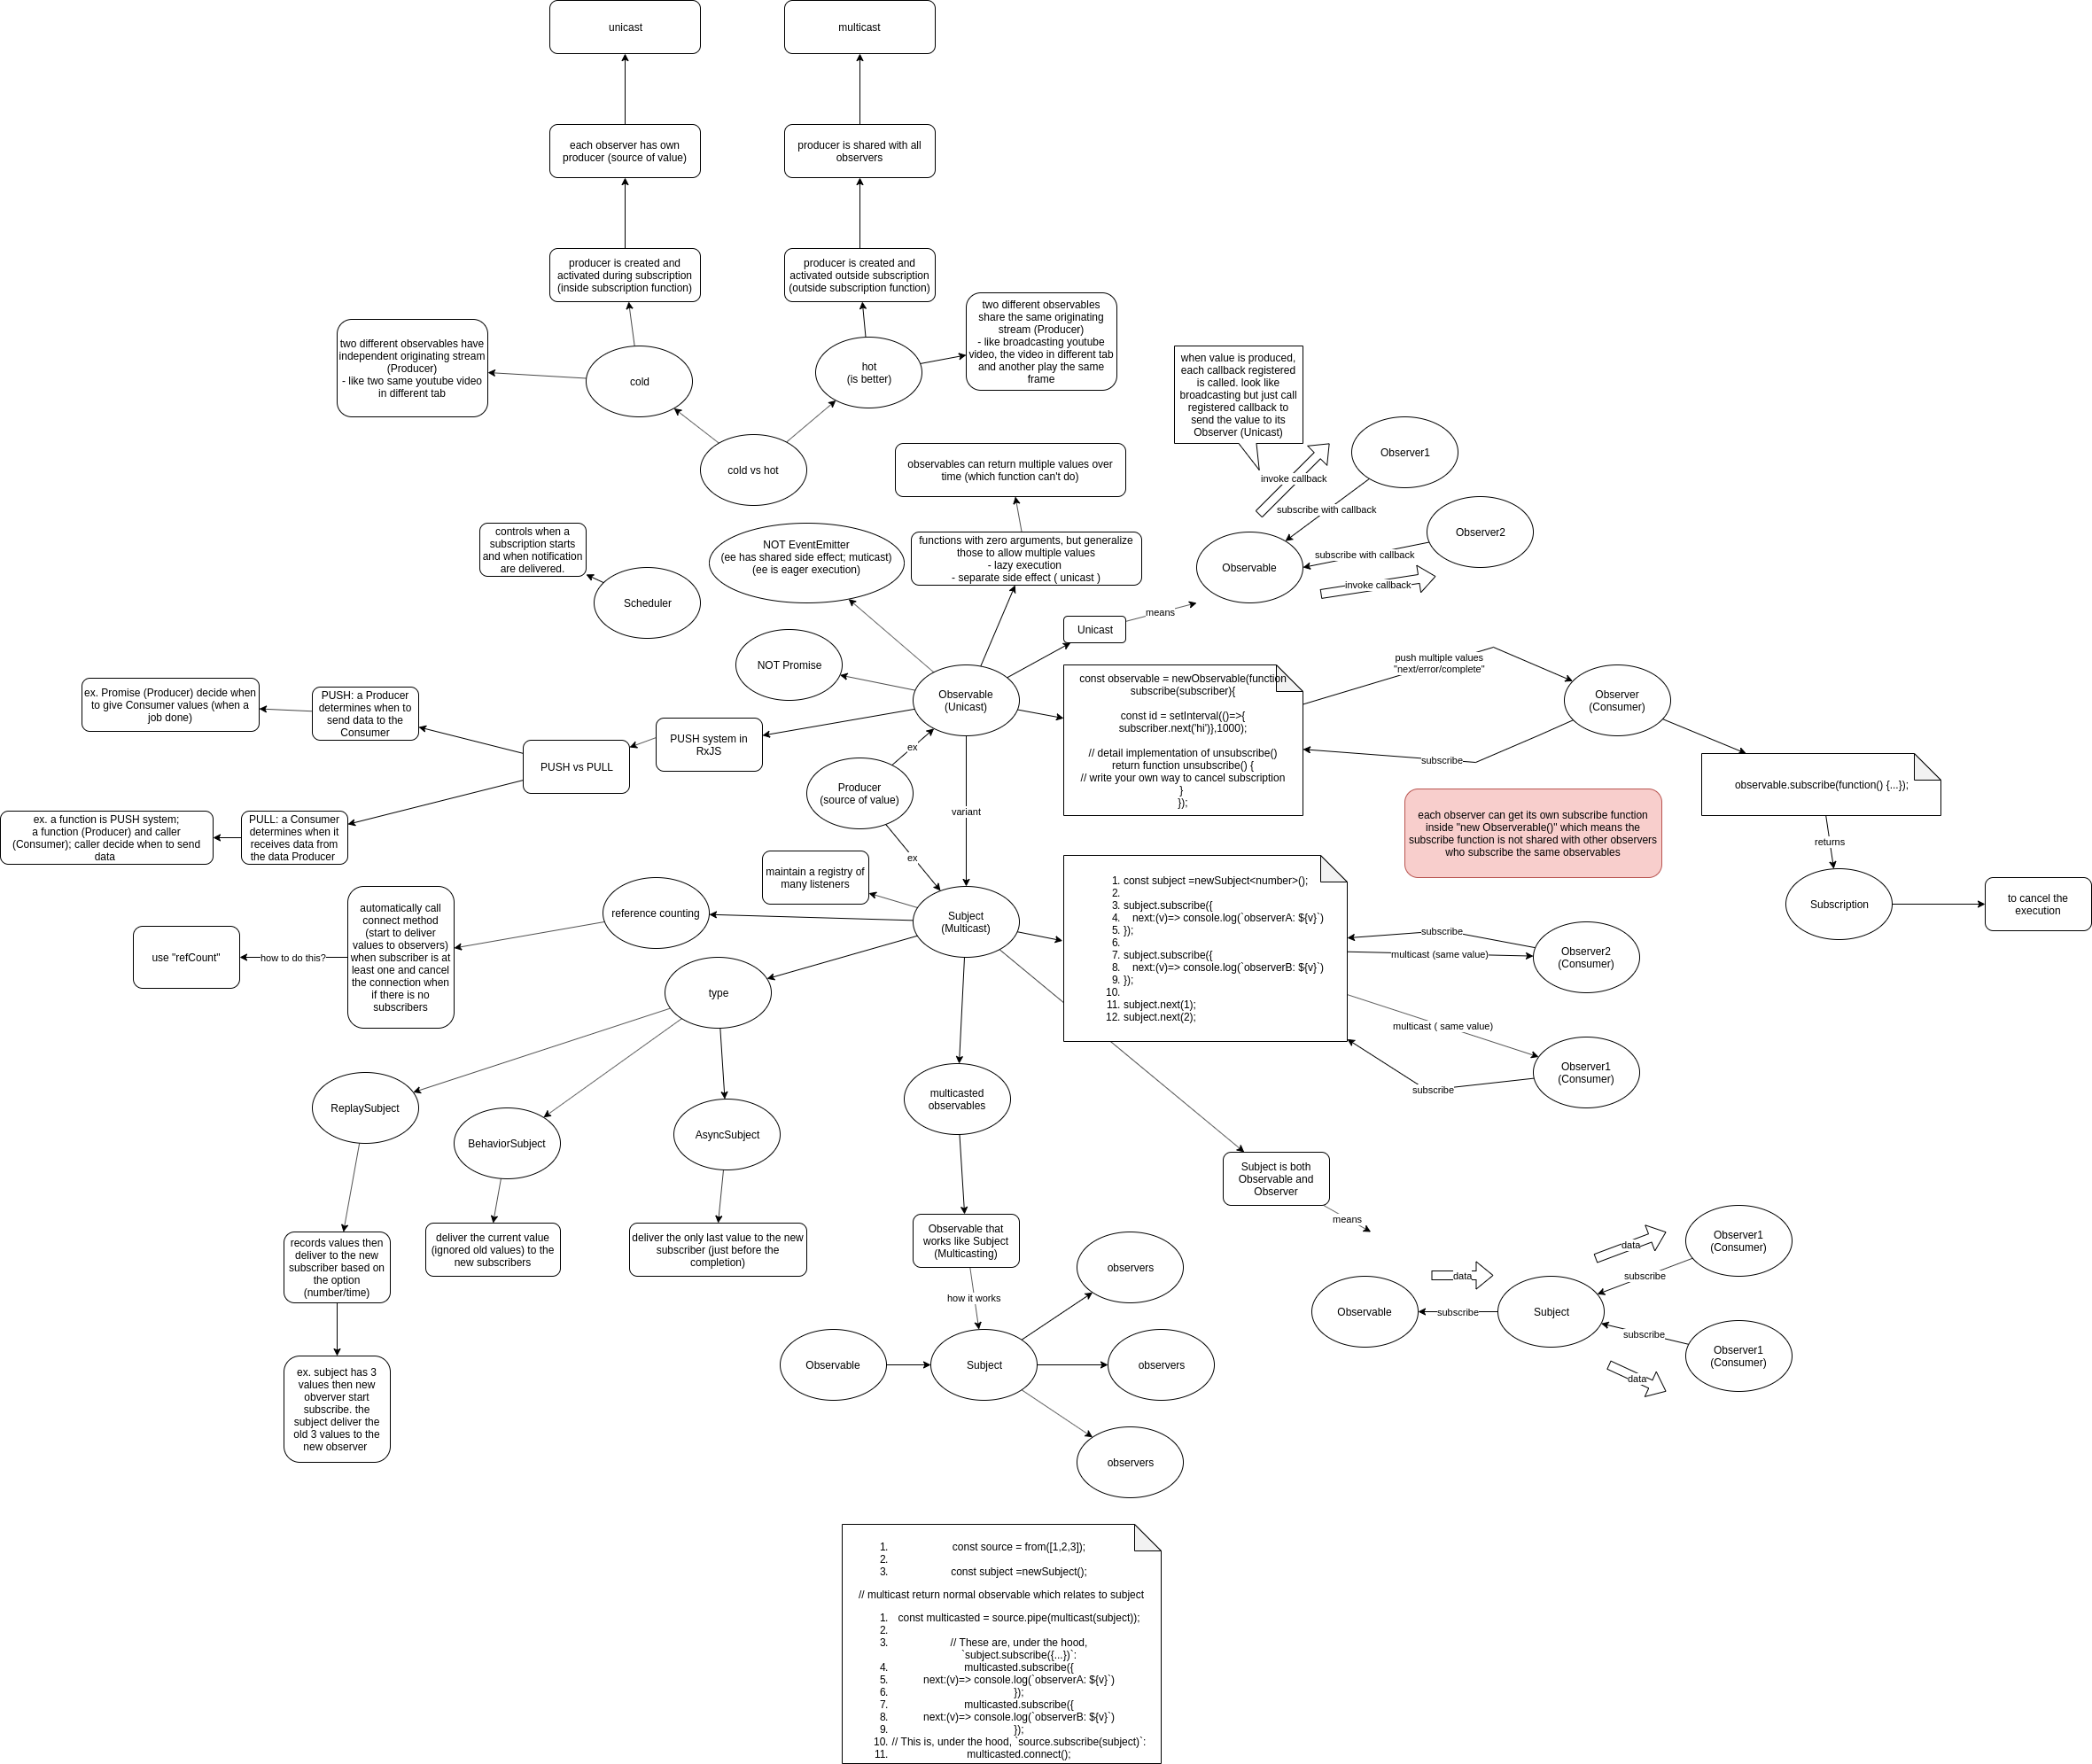 unicast
multicast
each observer has own
producer (source of value)
producer is shared with all
observers
producer is created and
activated during subscription
(inside subscription function)
producer is created and
activated outside subscription
(outside subscription function)
two different observables
share the same originating
stream (Producer)
- like broadcasting youtube
video, the video in different tab
and another play the same
frame
two different observables have
independent originating stream
(Producer)
- like two same youtube video
in different tab
cold
hot
(is better)
cold vs hot
when value is produced,
each callback registered
is called. look like
broadcasting but just call
registered callback to
send the value to its
Observer (Unicast)
invoke callback
Observer1
subscribe with callback
Observer2
subscribe with callback
Observable
invoke callback
observables can return multiple values over
time (which function can't do)
functions with zero arguments, but generalize
those to allow multiple values
- lazy execution
- separate side effect ( unicast )
controls when a
subscription starts
and when notification
are delivered.
Scheduler
NOT EventEmitter
(ee has shared side effect; muticast)
(ee is eager execution)
Unicast
means
NOT Promise
Observable
(Unicast)
const observable = newObservable(function
subscribe(subscriber){
const id = setInterval(()=>{
subscriber.next('hi')},1000);
// detail implementation of unsubscribe()
return function unsubscribe() {
// write your own way to cancel subscription
}
});
push multiple values
"next/error/complete"
Observer
(Consumer)
subscribe
observable.subscribe(function() {...});
returns
Subscription
to cancel the
execution
each observer can get its own subscribe function
inside "new Observerable()" which means the
subscribe function is not shared with other observers
who subscribe the same observables
ex. Promise (Producer) decide when
to give Consumer values (when a
job done)
PUSH: a Producer
determines when to
send data to the
Consumer
PUSH vs PULL
PUSH system in
RxJS
ex. a function is PUSH system;
a function (Producer) and caller
(Consumer); caller decide when to send
data
PULL: a Consumer
determines when it
receives data from
the data Producer
ex
Producer
(source of value)
ex
variant
maintain a registry of
many listeners
reference counting
automatically call
connect method
(start to deliver
values to observers)
when subscriber is at
least one and cancel
the connection when
if there is no
subscribers
how to do this?
use "refCount"
Subject
(Multicast)
1. const subject =newSubject<number>();
2.
3. subject.subscribe({
4. next:(v)=> console.log(`observerA: ${v}`)
5. });
6.
7. subject.subscribe({
8. next:(v)=> console.log(`observerB: ${v}`)
9. });
10.
11. subject.next(1);
12. subject.next(2);
subscribe
Observer2
(Consumer)
multicast (same value)
multicast ( same value)
Observer1
(Consumer)
subscribe
type
ReplaySubject
BehaviorSubject
AsyncSubject
multicasted
observables
records values then
deliver to the new
subscriber based on
the option
(number/time)
deliver the current value
(ignored old values) to the
new subscribers
deliver the only last value to the new
subscriber (just before the
completion)
ex. subject has 3
values then new
obverver start
subscribe. the
subject deliver the
old 3 values to the
new observer
Observable that
works like Subject
(Multicasting)
how it works
Observable
Subject
observers
observers
observers
Subject is both
Observable and
Observer
means
Observable
data
subscribe
Subject
data
Observer1
(Consumer)
subscribe
subscribe
Observer1
(Consumer)
data
1. const source = from([1,2,3]);
2.
3. const subject =newSubject();
// multicast return normal observable which relates to subject
1. const multicasted = source.pipe(multicast(subject));
2.
3. // These are, under the hood,
`subject.subscribe({...})`:
4. multicasted.subscribe({
5. next:(v)=> console.log(`observerA: ${v}`)
6. });
7. multicasted.subscribe({
8. next:(v)=> console.log(`observerB: ${v}`)
9. });
10. // This is, under the hood, `source.subscribe(subject)`:
11. multicasted.connect();